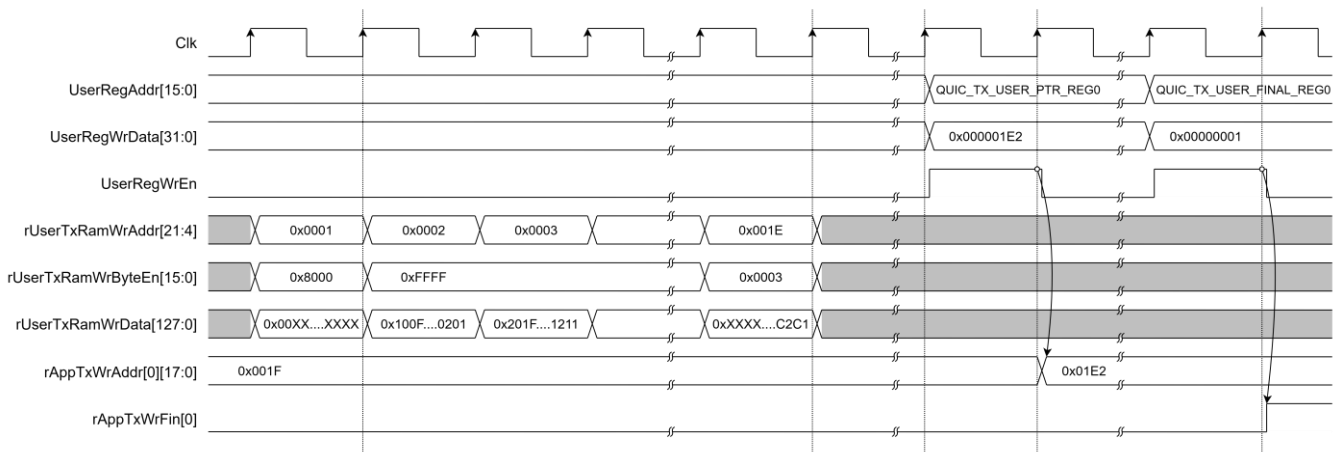 Clk
UserRegAddr[15:0] QUIC_TX_USER_PTR_REG0 QUIC_TX_USER_FINAL_REG0
UserRegWrData[31:0] 0x000001E2 0x00000001
UserRegWrEn
rUserTxRamWrAddr[21:4] 0x0001 0x0002 0x0003 0x001E
rUserTxRamWrByteEn[15:0] 0x8000 0xFFFF 0x0003
rUserTxRamWrData[127:0] 0x00XX....XXXX 0x100F....0201 0x201F....1211 0xXXXX....C2C1
rAppTxWrAddr[0][17:0] 0x001F 0x01E2
rAppTxWrFin[0]